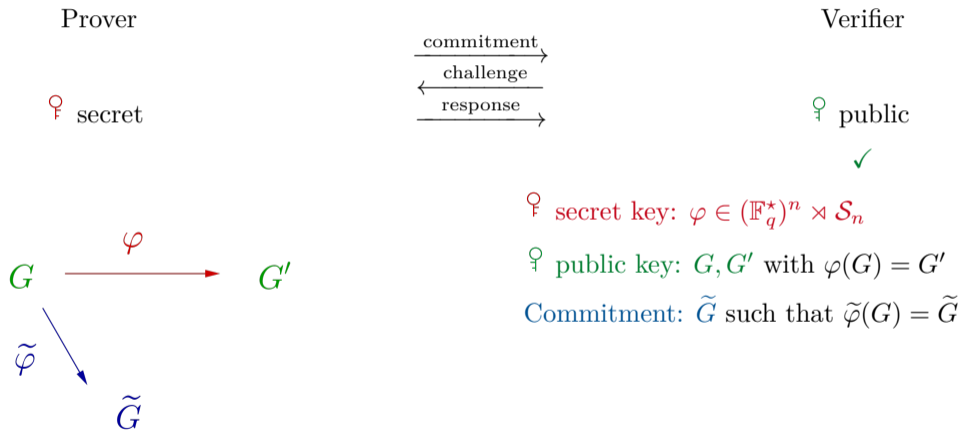 Prover
Verifier
commitment
challenge
response
secret
public
✓
secret key: φ ∈ (𝔽_q^⋆)^n ⋊ 𝒮_n
public key: G, G′ with φ(G) = G′
Commitment: G̃ such that φ̃(G) = G̃
φ
G
G′
φ̃
G̃